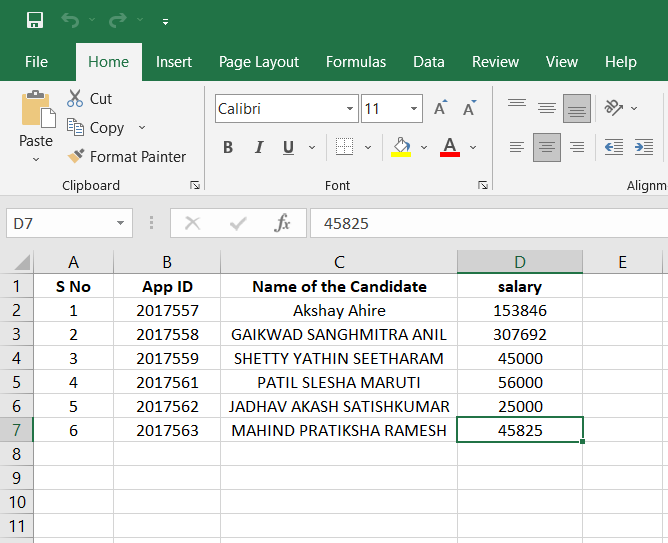 File Home Insert Page Layout Formulas Data Review View Help
Paste
Cut
Copy
Format Painter
Clipboard
Calibri 11 A A
B I U A
Font
Alignm
D7 fx 45825
A B C D E
1 S No App ID Name of the Candidate salary
2 1 2017557 Akshay Ahire 153846
3 2 2017558 GAIKWAD SANGHMITRA ANIL 307692
4 3 2017559 SHETTY YATHIN SEETHARAM 45000
5 4 2017561 PATIL SLESHA MARUTI 56000
6 5 2017562 JADHAV AKASH SATISHKUMAR 25000
7 6 2017563 MAHIND PRATIKSHA RAMESH 45825
8
9
10
11